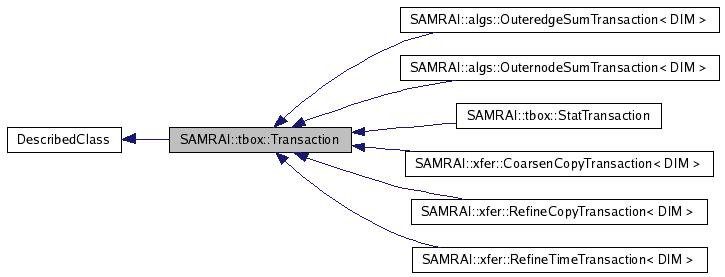 SAMRAI::algs::OuteredgeSumTransaction< DIM >
SAMRAI::algs::OuternodeSumTransaction< DIM >
SAMRAI::tbox::StatTransaction
DescribedClass
SAMRAI::tbox::Transaction
SAMRAI::xfer::CoarsenCopyTransaction< DIM >
SAMRAI::xfer::RefineCopyTransaction< DIM >
SAMRAI::xfer::RefineTimeTransaction< DIM >